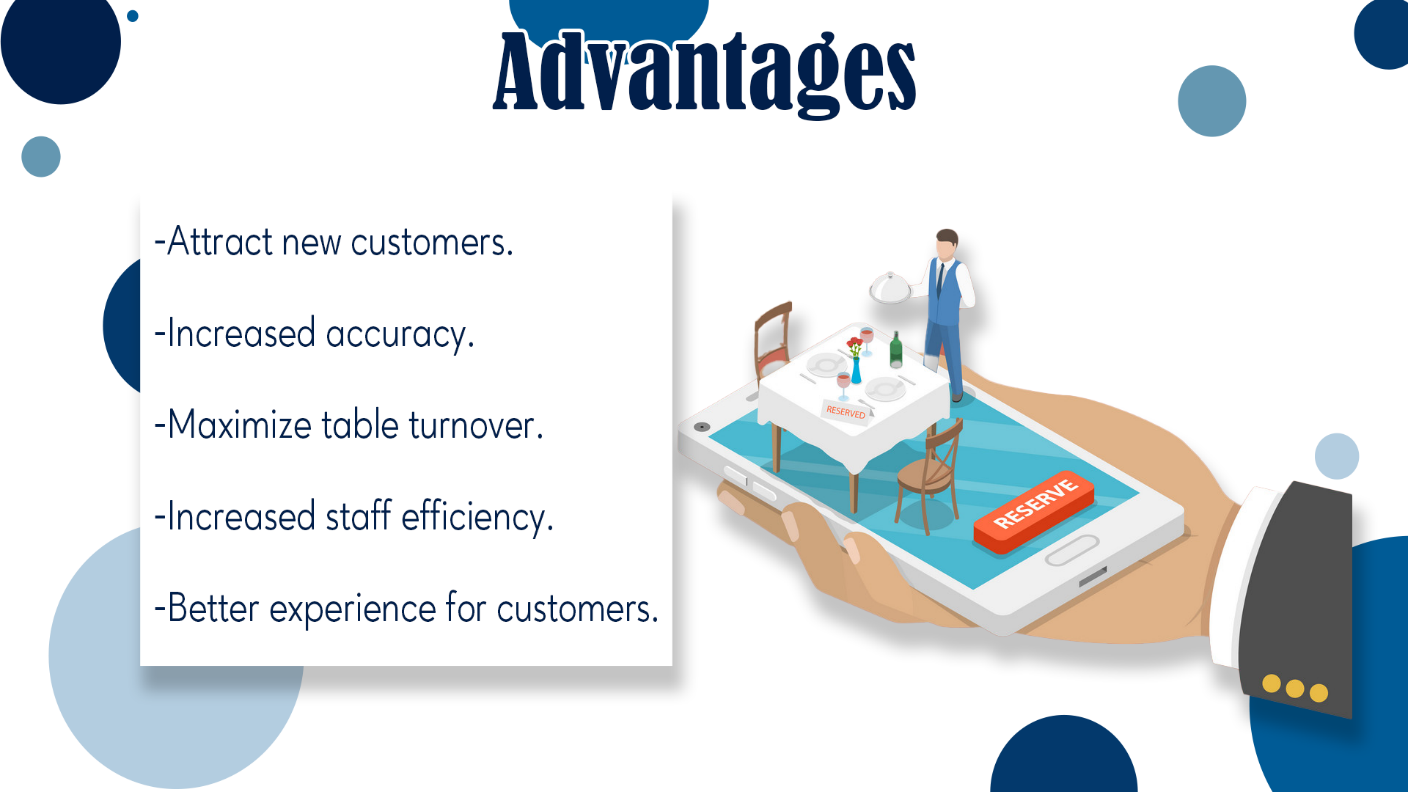 Advantages
-Attract new customers.
-Increased accuracy.
-Maximize table turnover.
-Increased staff efficiency.
-Better experience for customers.
RESERVED
RESERVE